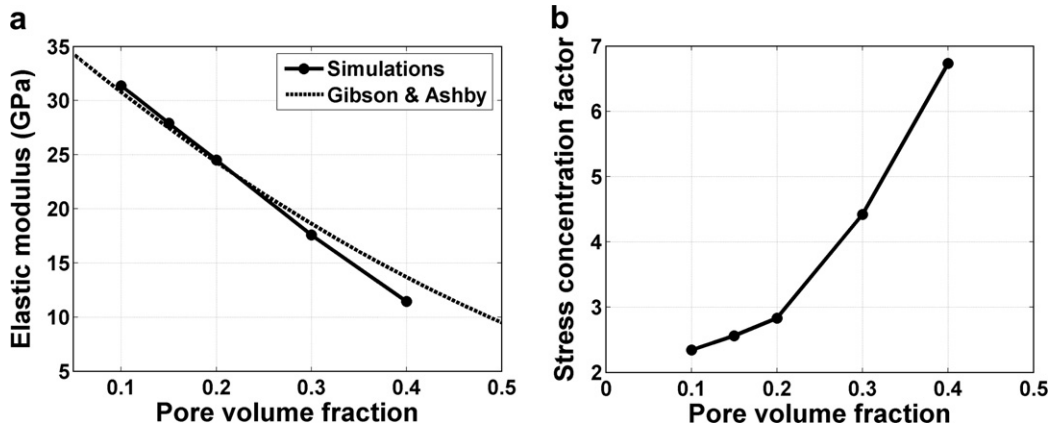 a
35
30
25
20
15
10
5
Elastic modulus (GPa)
Simulations
Gibson & Ashby
0.1 0.2 0.3 0.4 0.5
Pore volume fraction
b
7
6
5
4
3
2
Stress concentration factor
0 0.1 0.2 0.3 0.4 0.5
Pore volume fraction